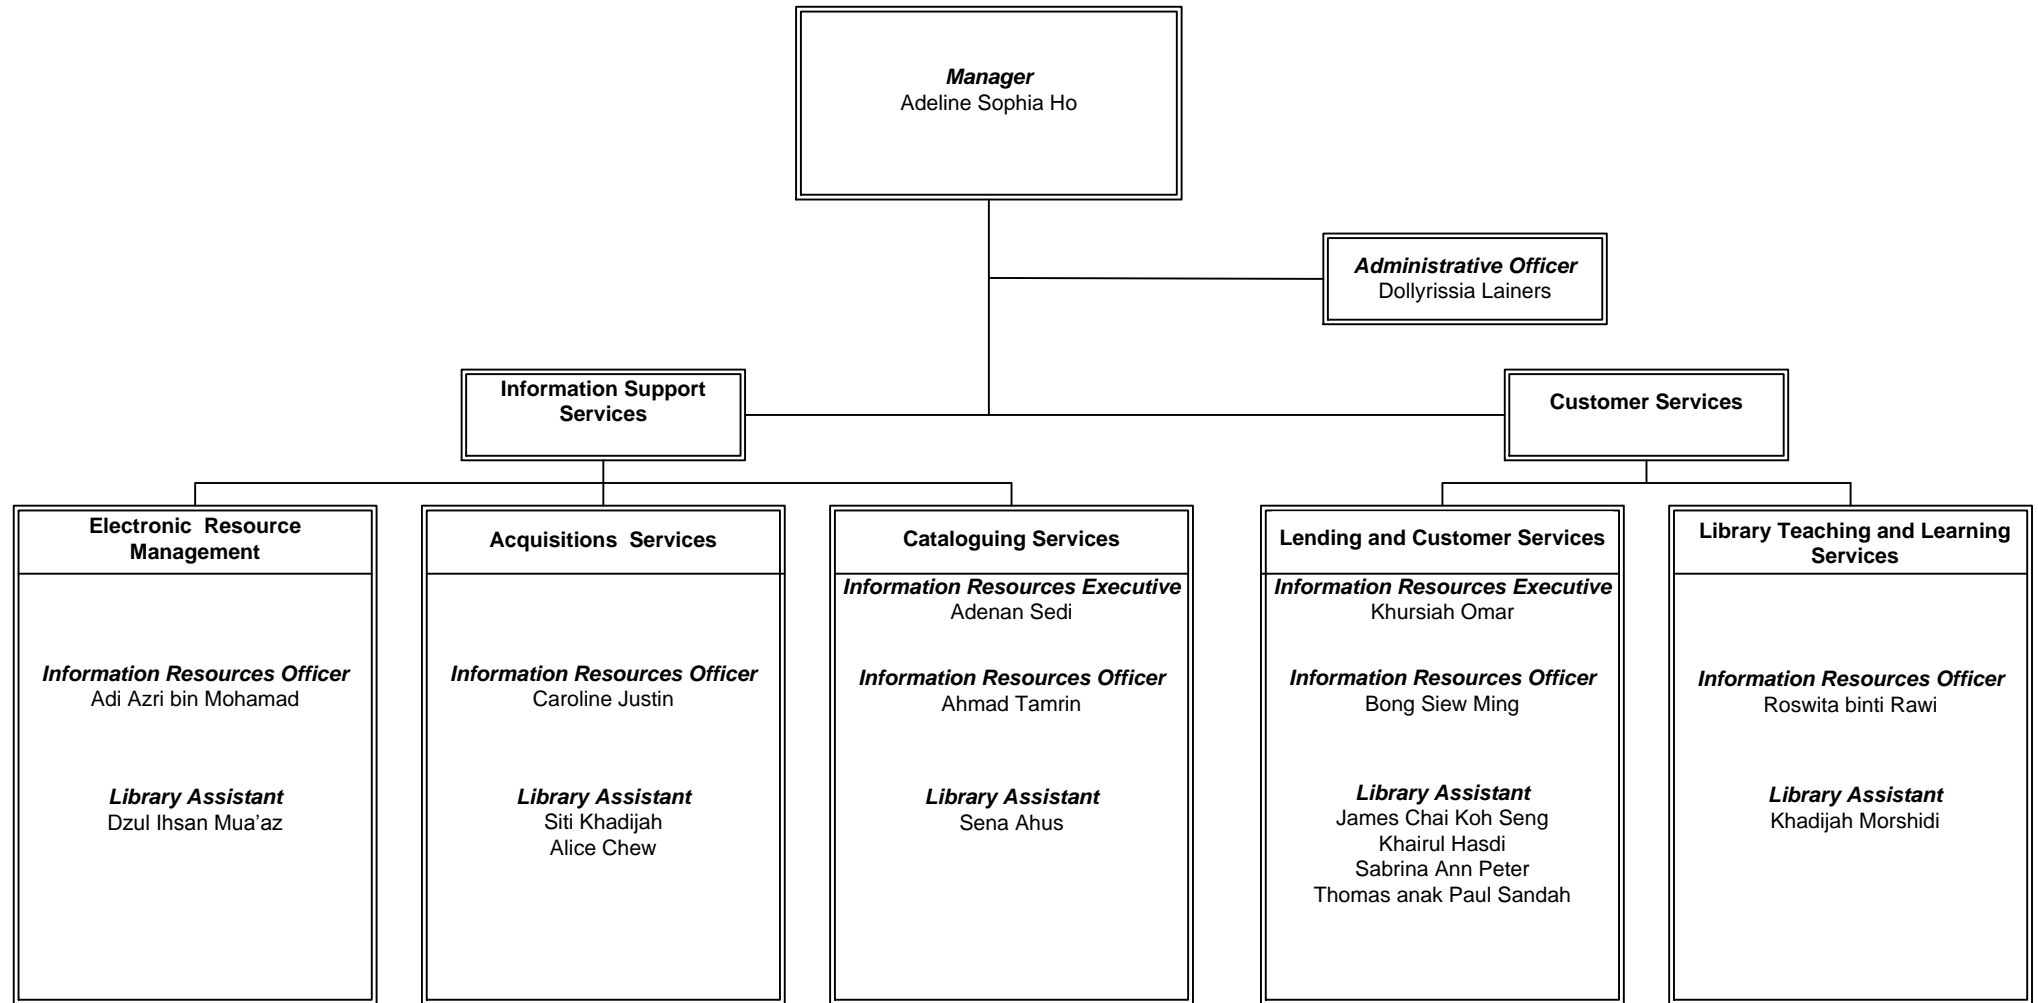 Manager
Adeline Sophia Ho
Administrative Officer
Dollyrissia Lainers
Information Support
Services
Customer Services
Electronic Resource
Management
Information Resources Officer
Adi Azri bin Mohamad
Library Assistant
Dzul Ihsan Mua'az
Acquisitions Services
Information Resources Officer
Caroline Justin
Library Assistant
Siti Khadijah
Alice Chew
Cataloguing Services
Information Resources Executive
Adenan Sedi
Information Resources Officer
Ahmad Tamrin
Library Assistant
Sena Ahus
Lending and Customer Services
Information Resources Executive
Khursiah Omar
Information Resources Officer
Bong Siew Ming
Library Assistant
James Chai Koh Seng
Khairul Hasdi
Sabrina Ann Peter
Thomas anak Paul Sandah
Library Teaching and Learning
Services
Information Resources Officer
Roswita binti Rawi
Library Assistant
Khadijah Morshidi